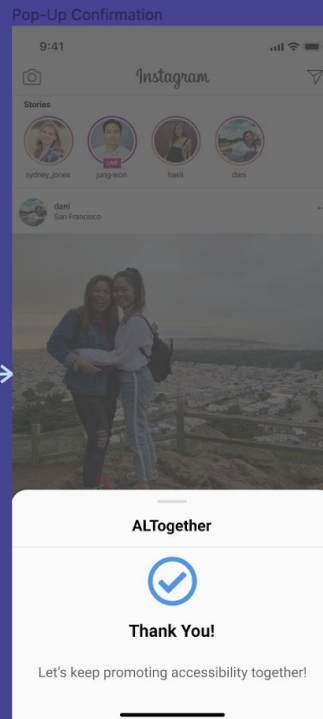 Pop-Up Confirmation
9:41
Instagram
Stories
LIVE
sydney_jones jung-won haeli dani
dani
San Francisco
ALTogether
Thank You!
Let's keep promoting accessibility together!